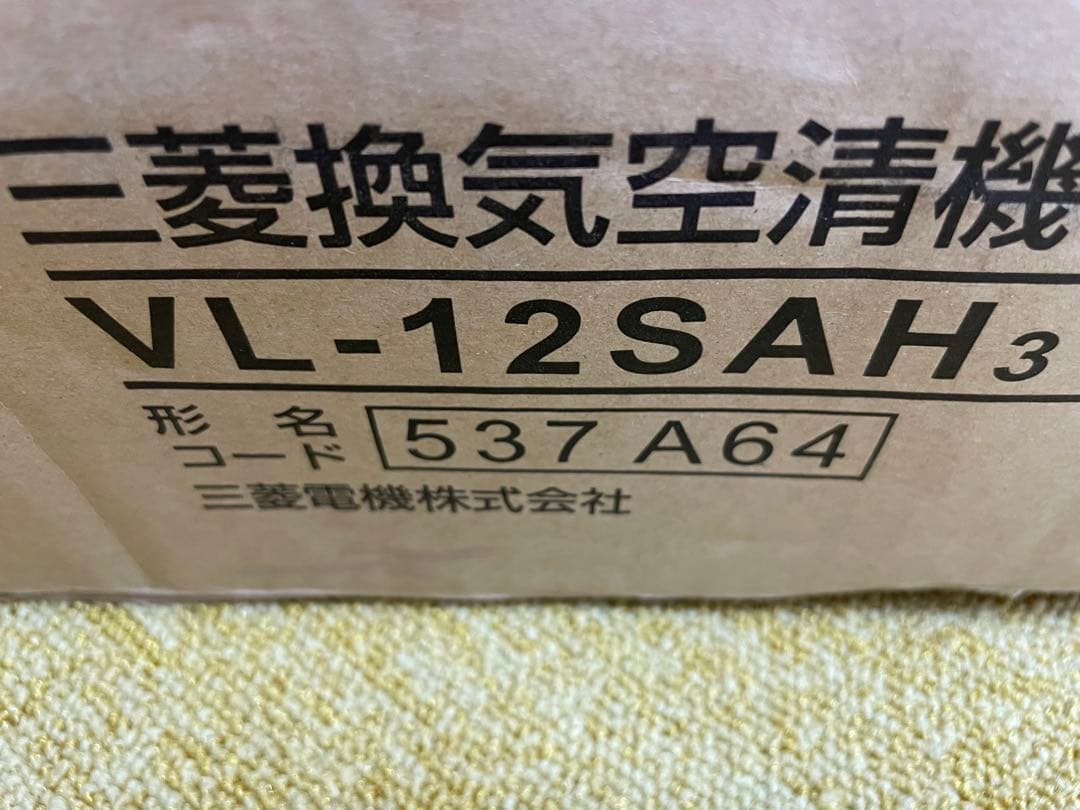 三菱換気空清機
VL-12SAH3
形名
コード 537 A64
三菱電機株式会社